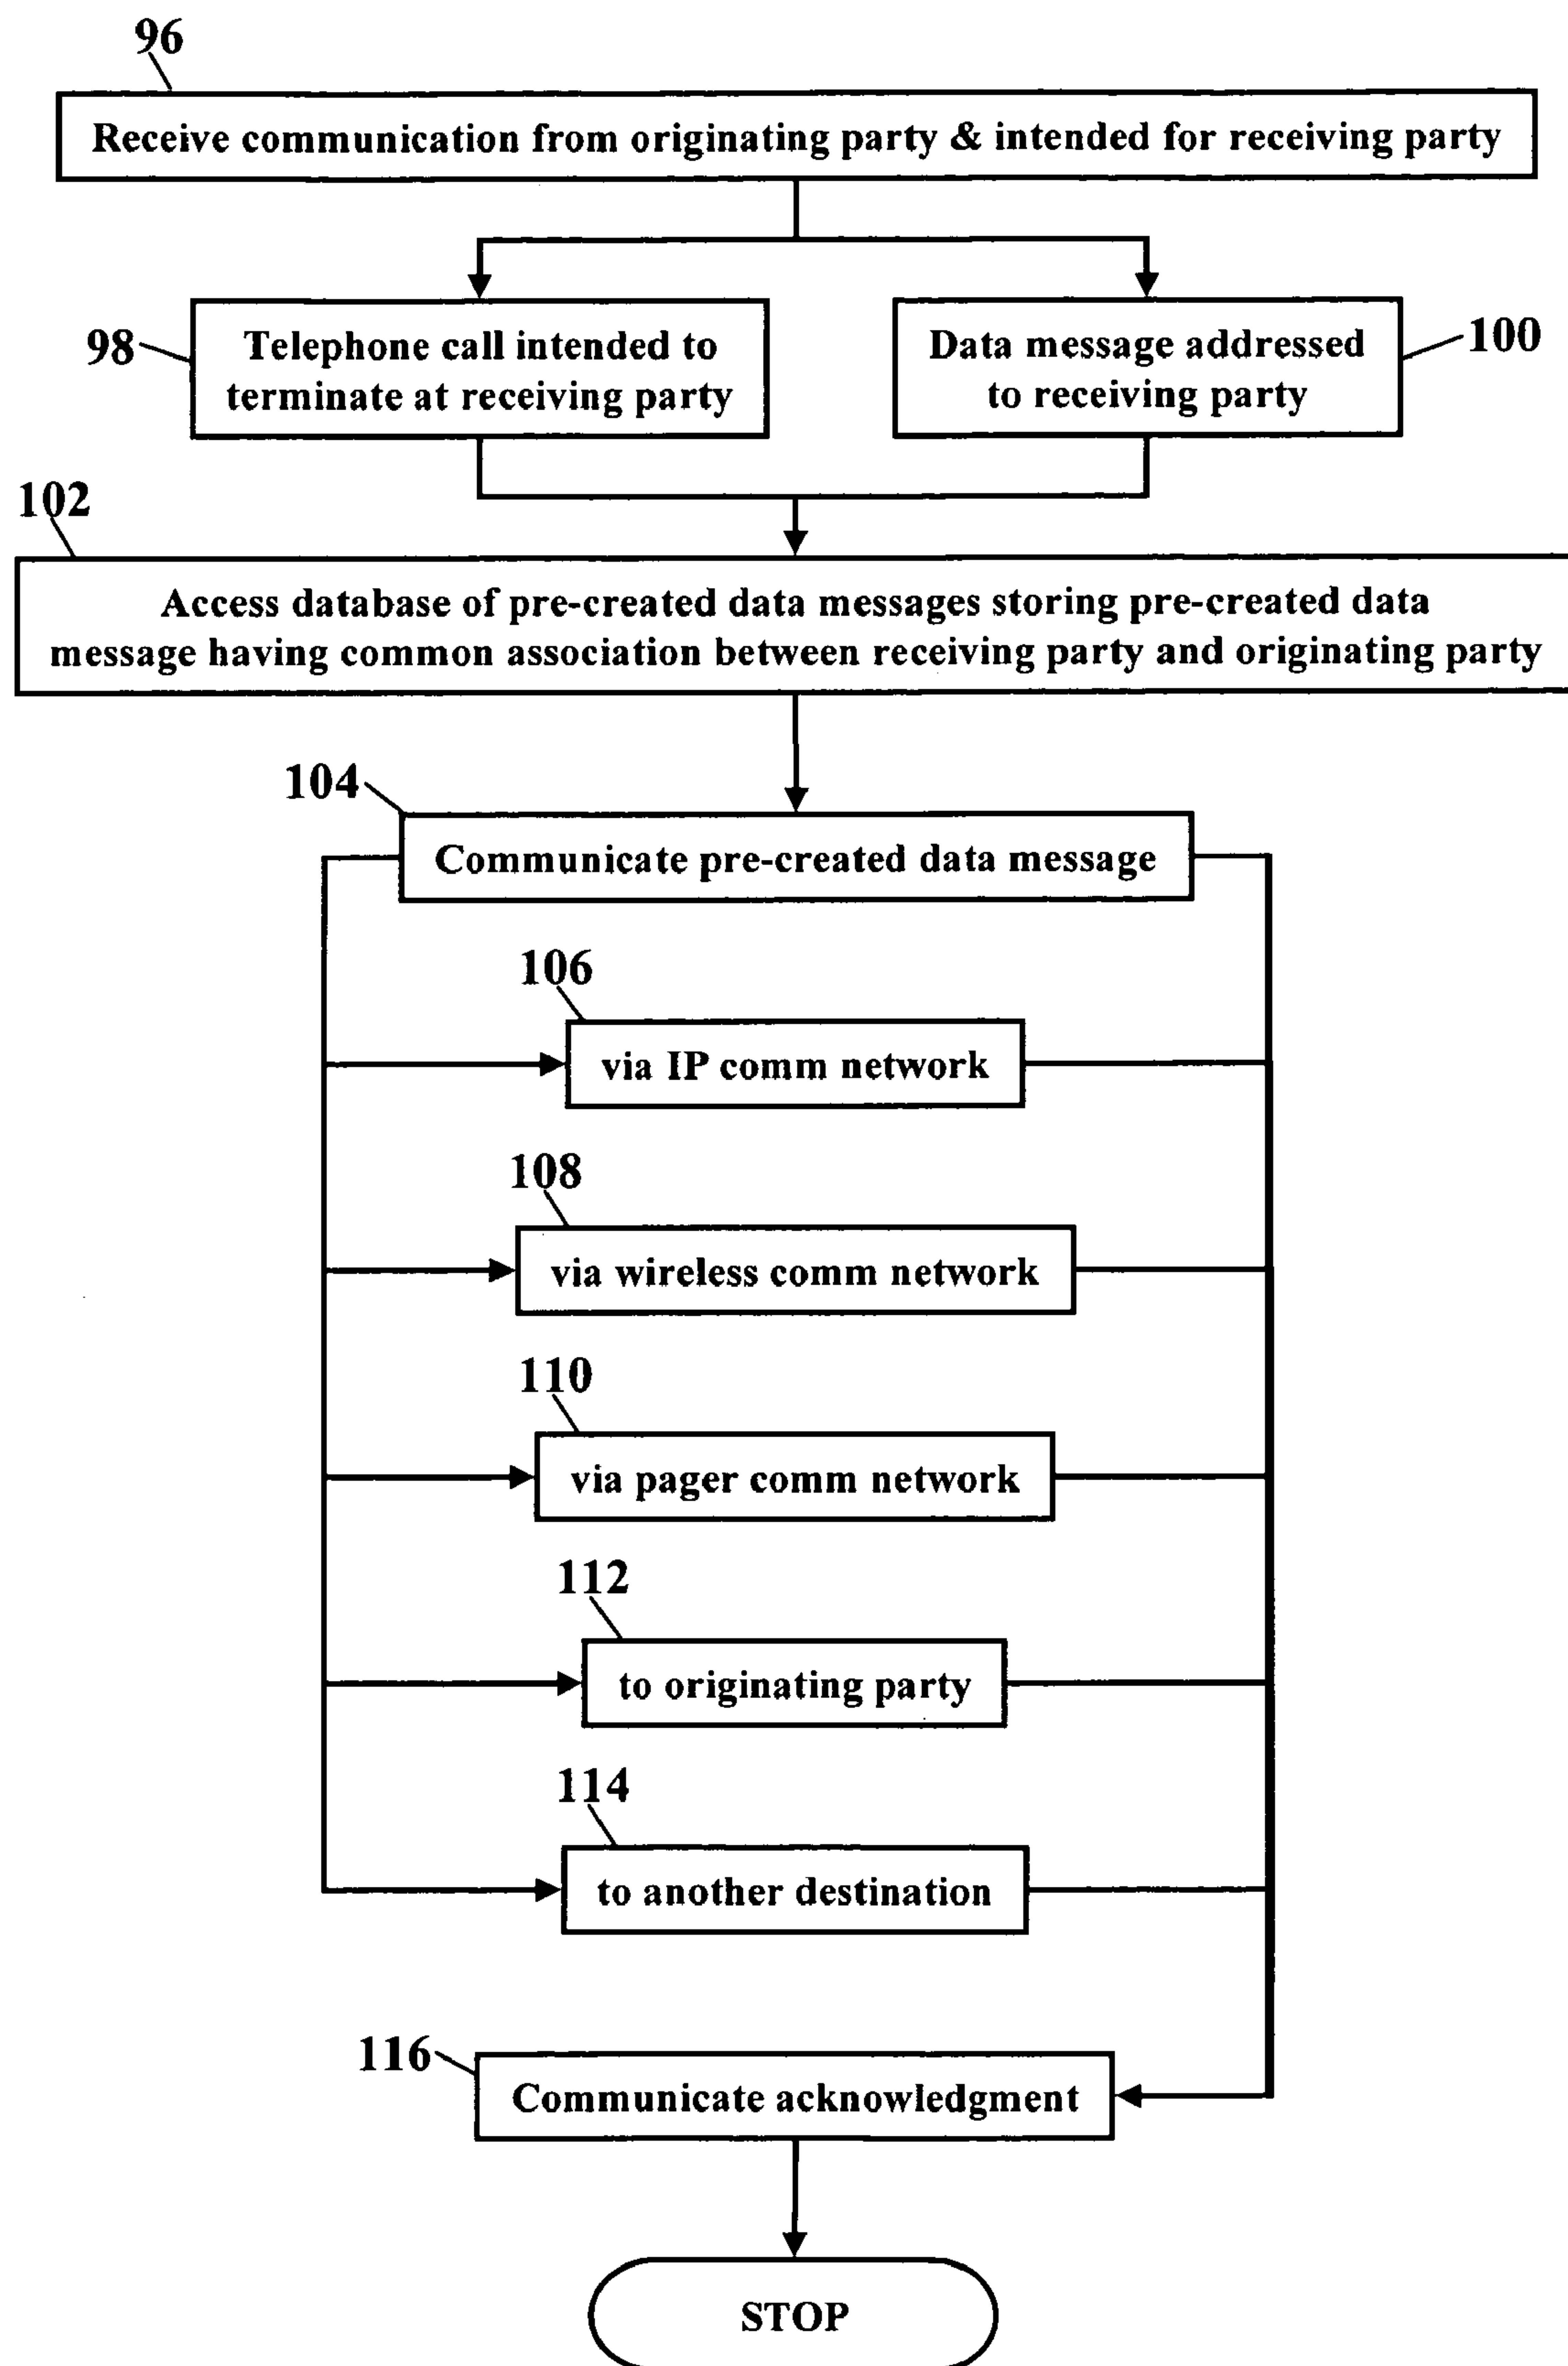 96
Receive communication from originating party & intended for receiving party
98
Telephone call intended to
terminate at receiving party
Data message addressed
to receiving party
100
102
Access database of pre-created data messages storing pre-created data
message having common association between receiving party and originating party
104
Communicate pre-created data message
106
via IP comm network
108
via wireless comm network
110
via pager comm network
112
to originating party
114
to another destination
116
Communicate acknowledgment
STOP